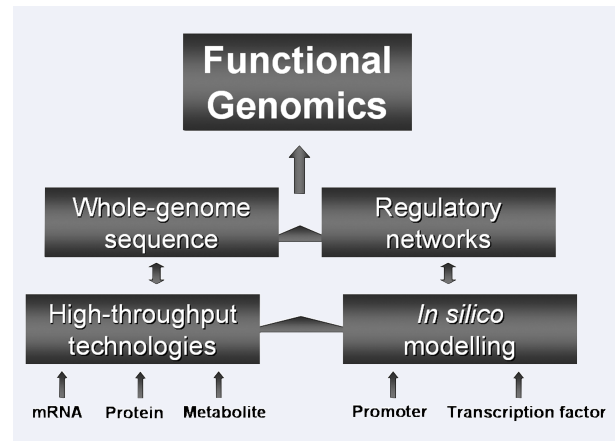 Functional
Genomics
Whole-genome
sequence
Regulatory
networks
High-throughput
technologies
In silico
modelling
mRNA Protein Metabolite Promoter Transcription factor